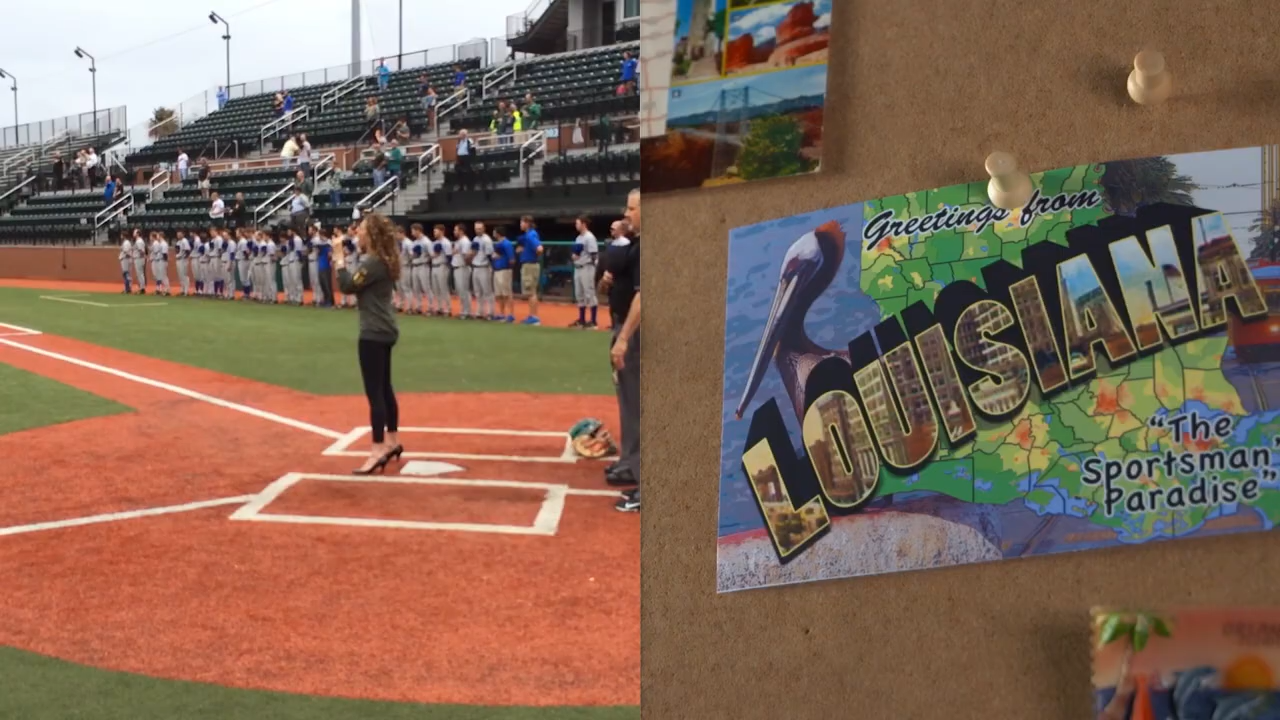 Greetings from
LOUISIANA
“The
Sportsman
Paradise”